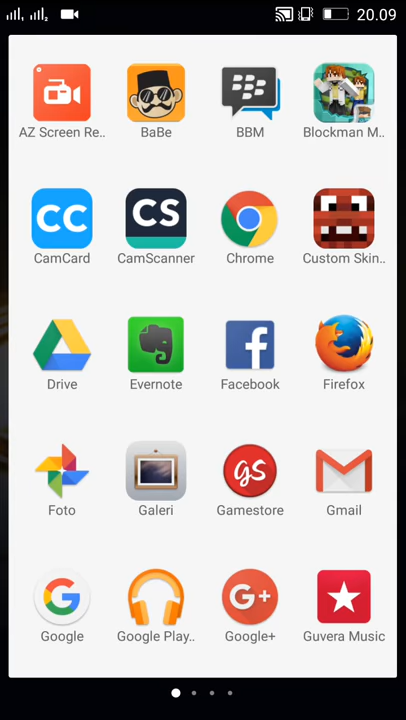 20.09
AZ Screen Re..
BaBe
BBM
Blockman M..
CC
CS
CamCard
CamScanner
Chrome
Custom Skin..
Drive
Evernote
Facebook
Firefox
gs
Foto
Galeri
Gamestore
Gmail
G
G+
Google
Google Play..
Google+
Guvera Music